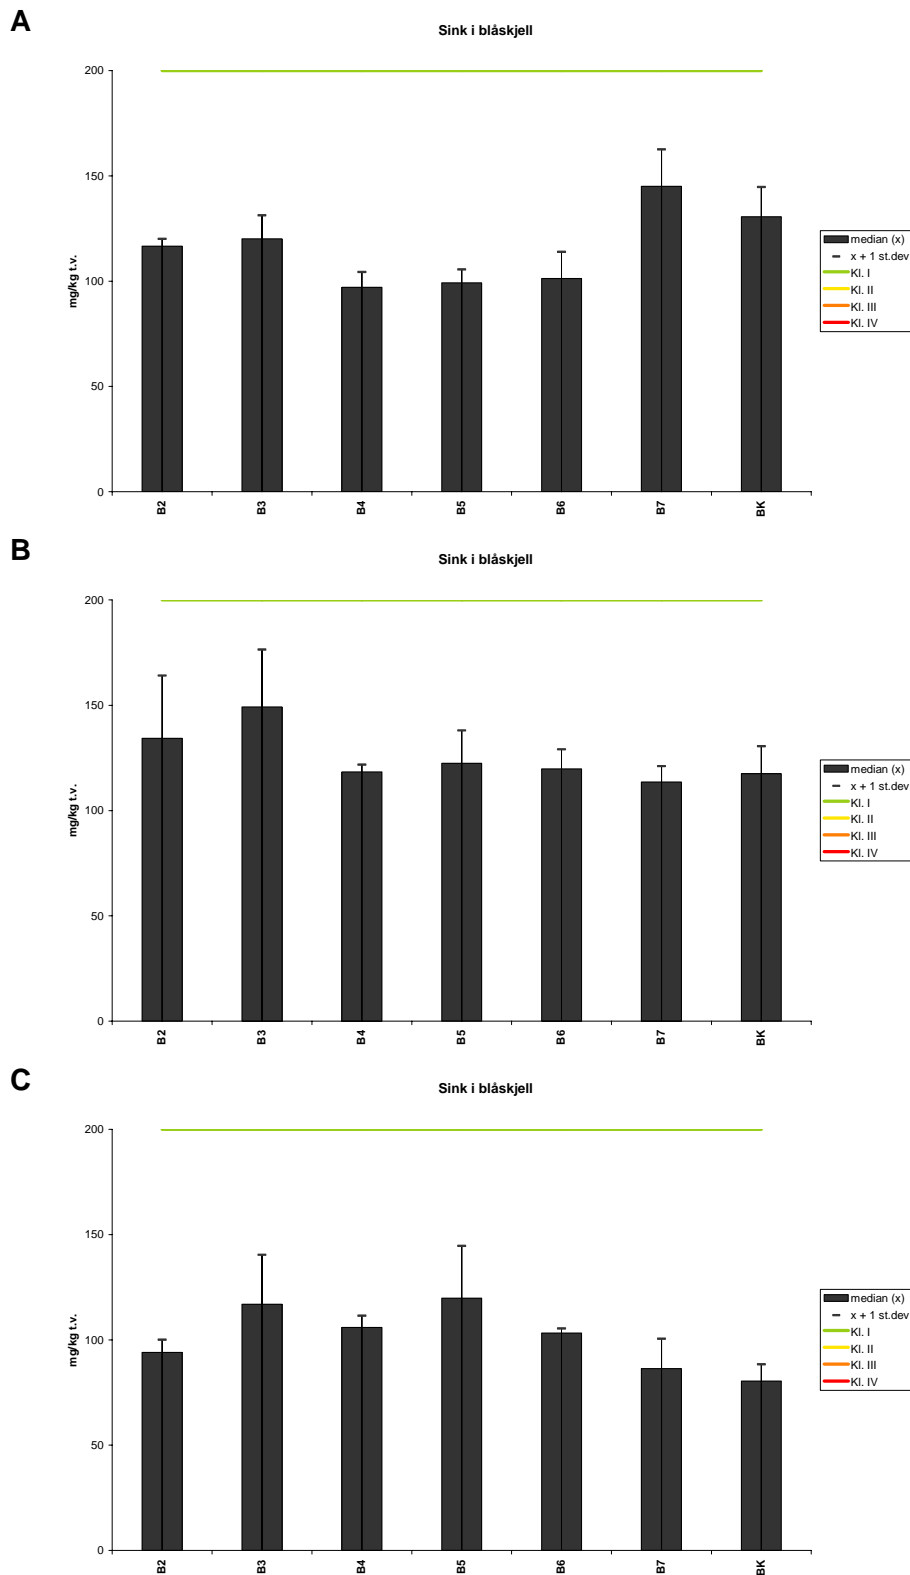 A
Sink i blåskjell
200
150
100
50
0
mg/kg t.v.
B2
B3
B4
B5
B6
B7
BK
median (x)
x + 1 st.dev
Kl. I
Kl. II
Kl. III
Kl. IV
B
Sink i blåskjell
200
150
100
50
0
mg/kg t.v.
B2
B3
B4
B5
B6
B7
BK
median (x)
x + 1 st.dev
Kl. I
Kl. II
Kl. III
Kl. IV
C
Sink i blåskjell
200
150
100
50
0
mg/kg t.v.
B2
B3
B4
B5
B6
B7
BK
median (x)
x + 1 st.dev
Kl. I
Kl. II
Kl. III
Kl. IV